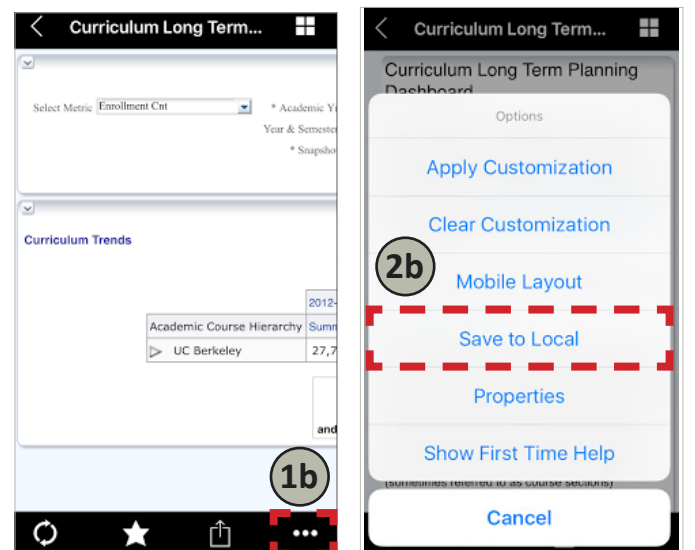 Curriculum Long Term...
Select Metric Enrollment Cnt * Academic Y
Year & Semester
* Snapsho
Curriculum Trends
2012-
Academic Course Hierarchy Summ
UC Berkeley 27,7
and
1b
Curriculum Long Term...
Curriculum Long Term Planning
Dashboard
Options
Apply Customization
Clear Customization
2b
Mobile Layout
Save to Local
Properties
Show First Time Help
(sometimes referred to as course sections)
Cancel